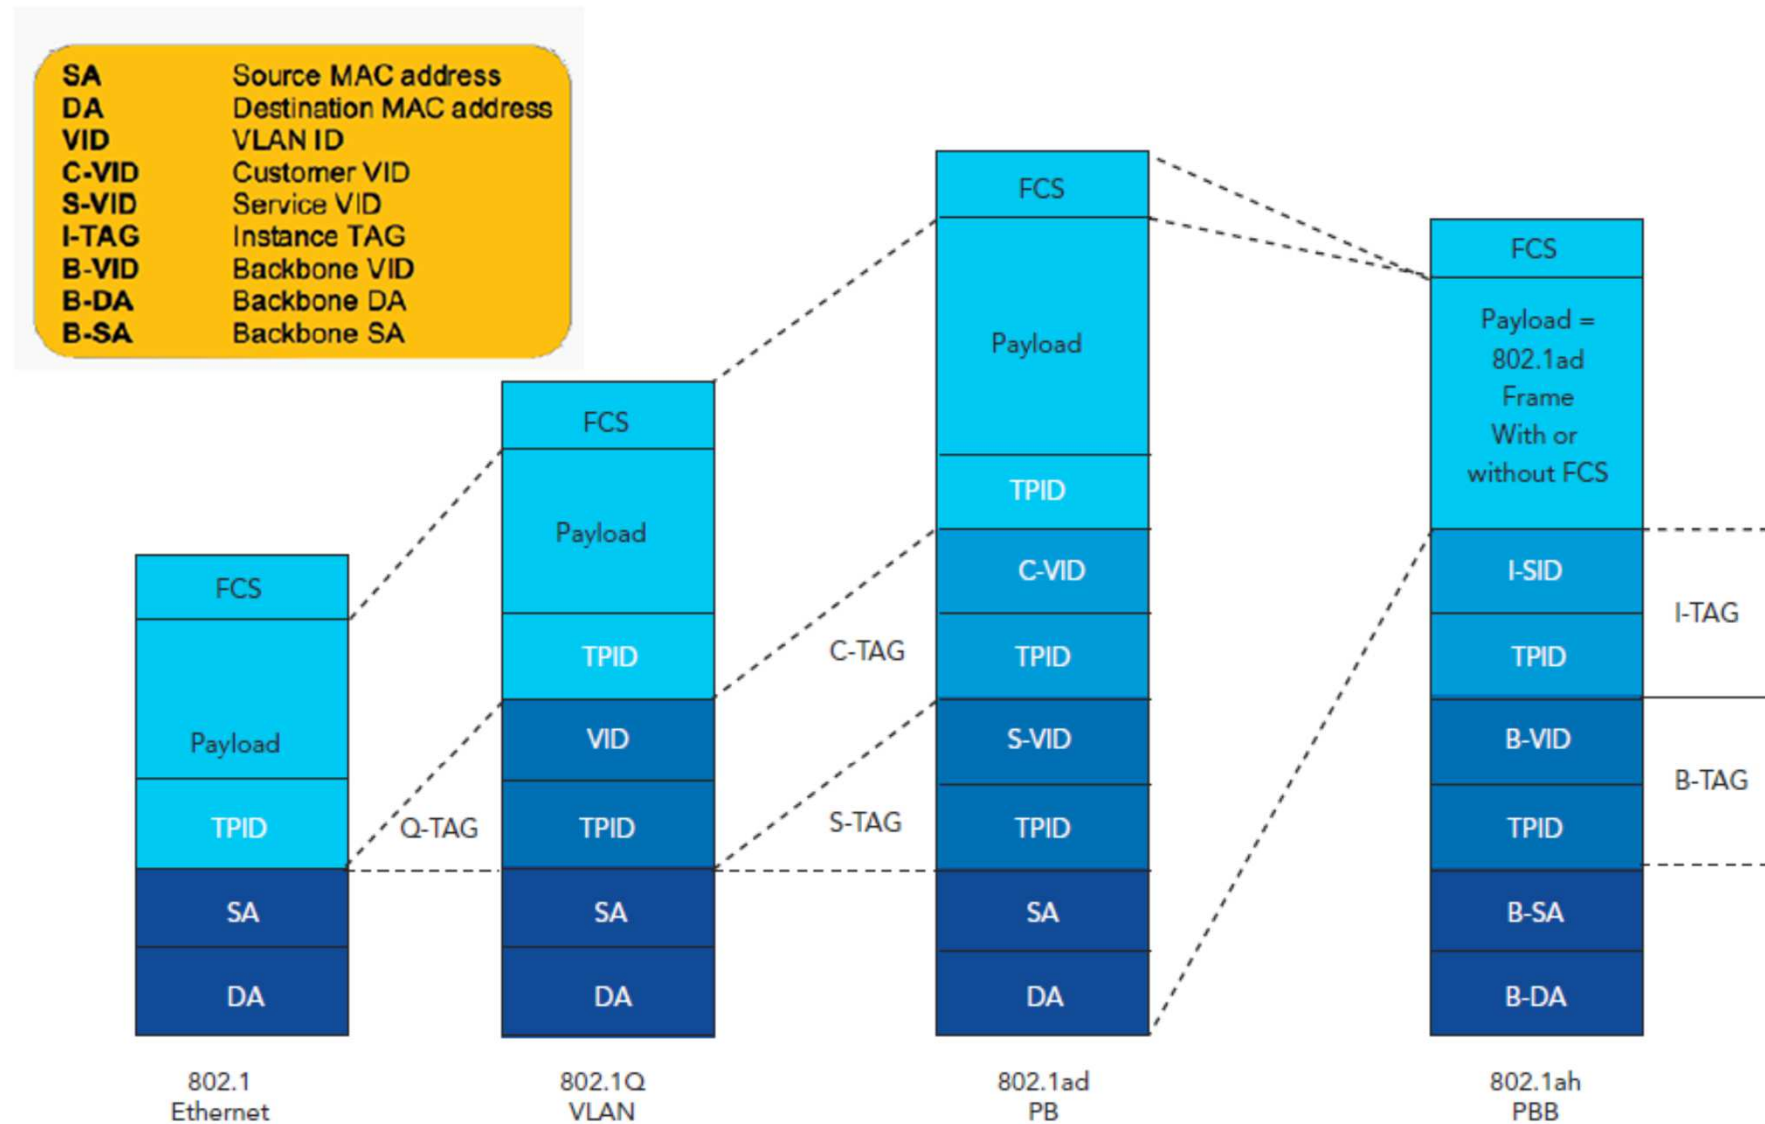 SA Source MAC address
DA Destination MAC address
VID VLAN ID
C-VID Customer VID
S-VID Service VID
I-TAG Instance TAG
B-VID Backbone VID
B-DA Backbone DA
B-SA Backbone SA
FCS
Payload
TPID
SA
DA
802.1
Ethernet
Q-TAG
FCS
Payload
TPID
VID
TPID
SA
DA
802.1Q
VLAN
C-TAG
S-TAG
FCS
Payload
TPID
C-VID
TPID
S-VID
TPID
SA
DA
802.1ad
PB
FCS
Payload =
802.1ad
Frame
With or
without FCS
I-SID
TPID
B-VID
TPID
B-SA
B-DA
802.1ah
PBB
I-TAG
B-TAG